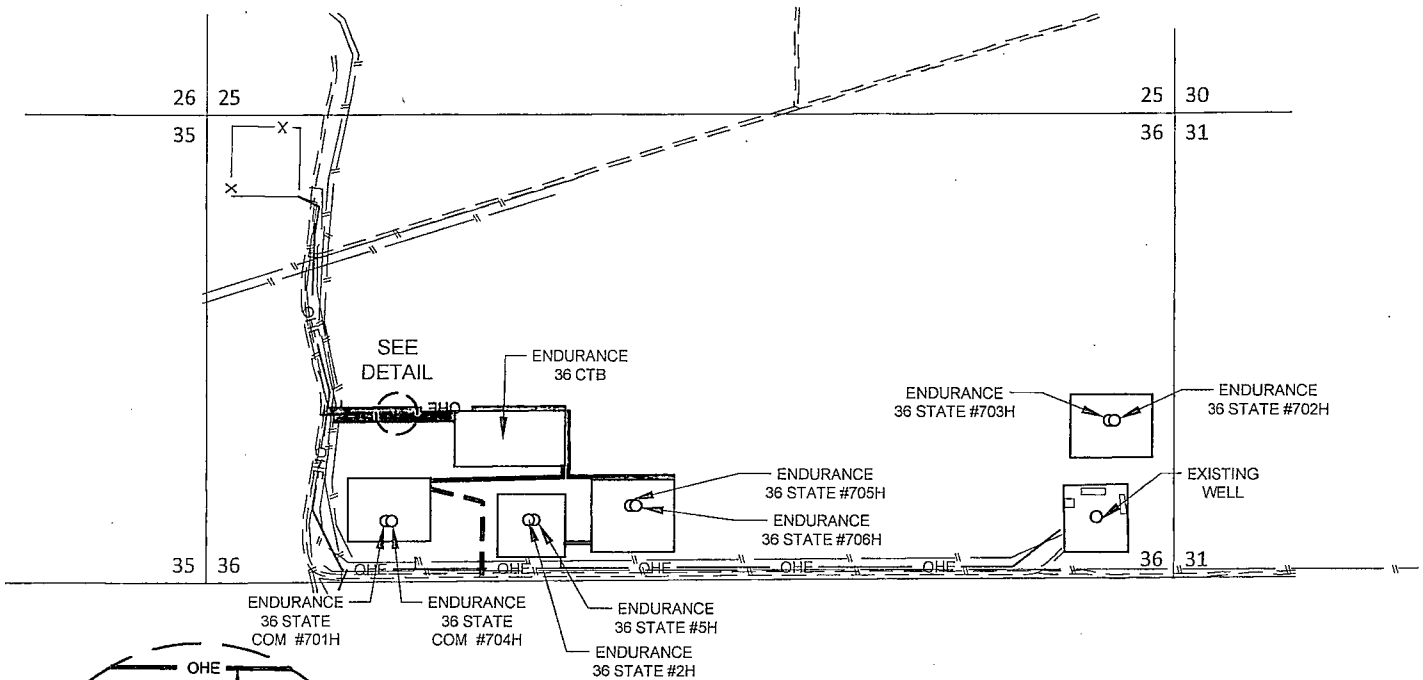 26 25
25 30
35
36 31
X
X
SEE
DETAIL
ENDURANCE
36 CTB
OHE
ENDURANCE
36 STATE #703H
ENDURANCE
36 STATE #702H
OHE
ENDURANCE
36 STATE #705H
ENDURANCE
36 STATE #706H
EXISTING
WELL
35 36
OHE OHE OHE OHE OHE
36 31
ENDURANCE
36 STATE
COM #701H
ENDURANCE
36 STATE
COM #704H
ENDURANCE
36 STATE #5H
ENDURANCE
36 STATE #2H
OHE